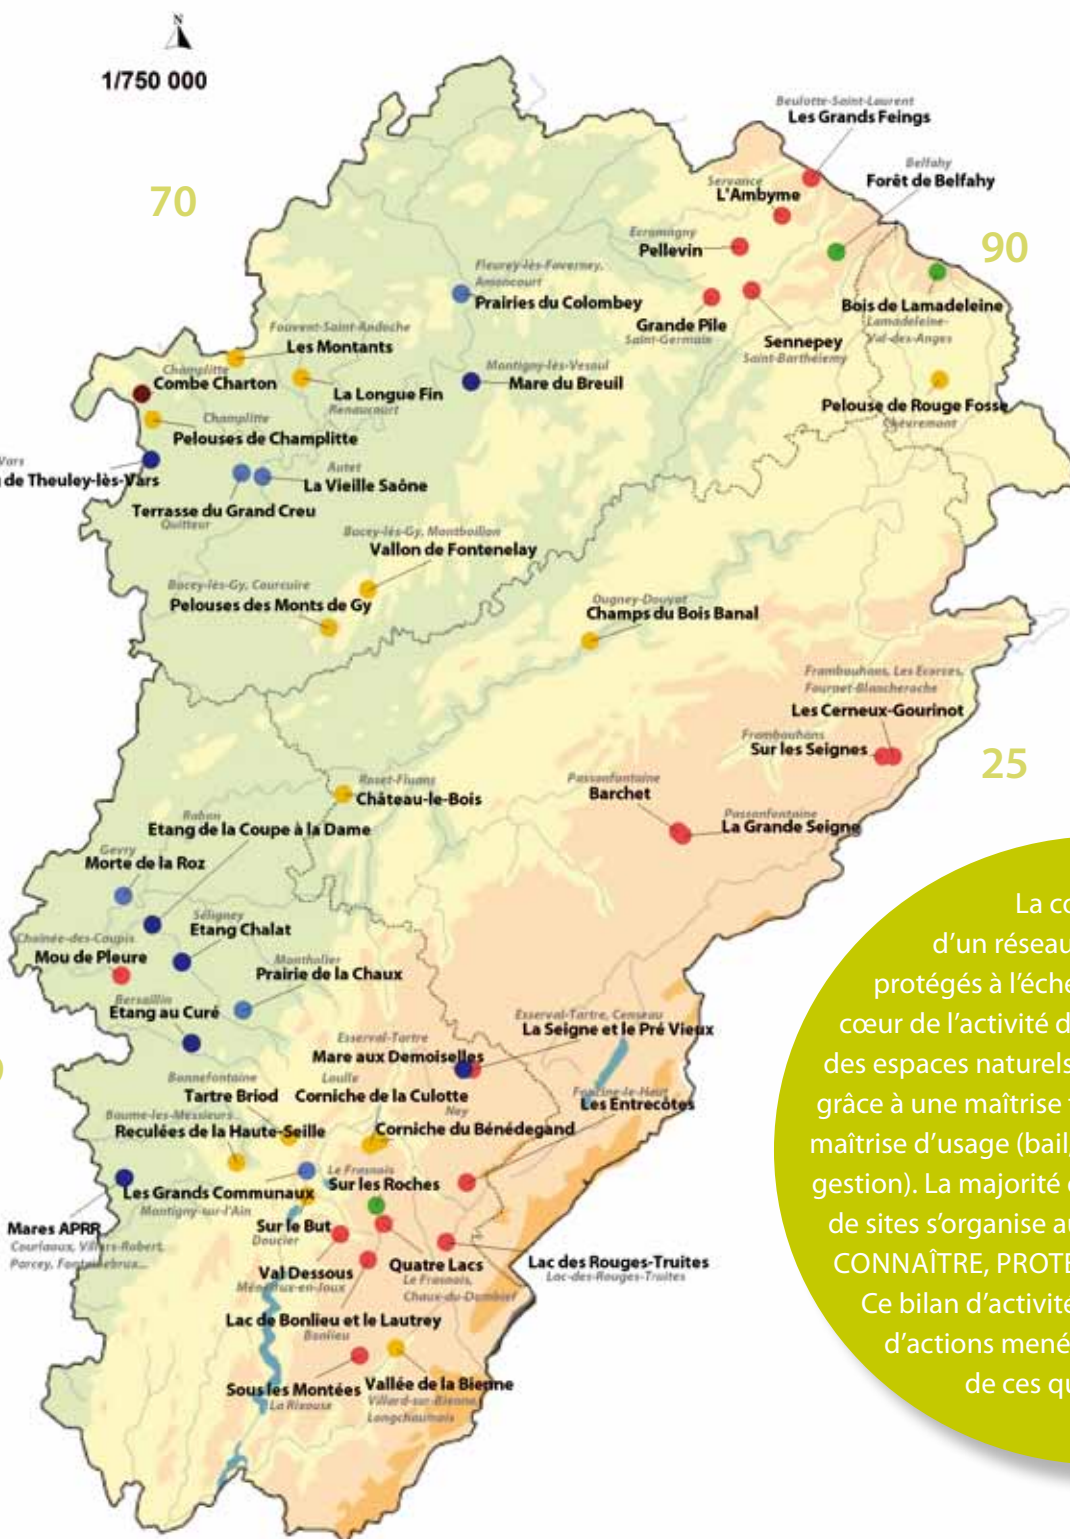 N
1/750 000
70
Beulotte-Saint-Laurent
Les Grands Feings
Belfahy
Forêt de Belfahy
Servance
L'Ambyme
Ecromagny
Pellevin
90
Fleurey-lès-Faverney,
Amoncourt
Prairies du Colombey
Bois de Lamadeleine
Lamadeleine-
Val-des-Anges
Grande Pile
Saint-Germain
Sennepey
Saint-Barthélemy
Fouvent-Saint-Andoche
Les Montants
Champlitte
Combe Charton
La Longue Fin
Renaucourt
Montigny-lès-Vesoul
Mare du Breuil
Pelouse de Rouge Fosse
Chèvremont
Champlitte
Pelouses de Champlitte
Vars
de Theuley-lès-Vars
Autet
La Vieille Saône
Terrasse du Grand Creu
Quitteur
Bucey-lès-Gy, Montboillon
Vallon de Fontenelay
Bucey-lès-Gy, Courcuire
Pelouses des Monts de Gy
Ougney-Douvot
Champs du Bois Banal
Frambouhans, Les Ecorces,
Fournet-Blancheroche
Les Cerneux-Gourinot
Frambouhans
Sur les Seignes
25
Roset-Fluans
Château-le-Bois
Passonfontaine
Barchet
Passonfontaine
La Grande Seigne
Rahon
Etang de la Coupe à la Dame
Gevry
Morte de la Roz
Séligney
Etang Chalat
Chainée-des-Coupis
Mou de Pleure
Montholier
Prairie de la Chaux
Bersaillin
Etang au Curé
Esserval-Tartre, Censeau
La Seigne et le Pré Vieux
Esserval-Tartre
Mare aux Demoiselles
Bonnefontaine
Tartre Briod
Loulle
Corniche de la Culotte
Foncine-le-Haut
Les Entrecôtes
Baume-les-Messieurs...
Reculées de la Haute-Seille
Ney
Corniche du Bénédegand
Les Grands Communaux
Montigny-sur-l'Ain
Le Frasnois
Sur les Roches
Mares APRR
Courlaoux, Villers-Robert,
Parcey, Fontainebrux...
Sur le But
Doucier
Val Dessous
Ménétrux-en-Joux
Quatre Lacs
Le Frasnois,
Chaux-du-Dombief
Lac des Rouges-Truites
Lac-des-Rouges-Truites
Lac de Bonlieu et le Lautrey
Bonlieu
Sous les Montées
La Rixouse
Vallée de la Bienne
Villard-sur-Bienne,
Longchaumois
La co
d'un réseau
protégés à l'éche
cœur de l'activité d
des espaces naturels
grâce à une maîtrise
maîtrise d'usage (bail,
gestion). La majorité
de sites s'organise au
CONNAÎTRE, PROTE
Ce bilan d'activité
d'actions mené
de ces qu